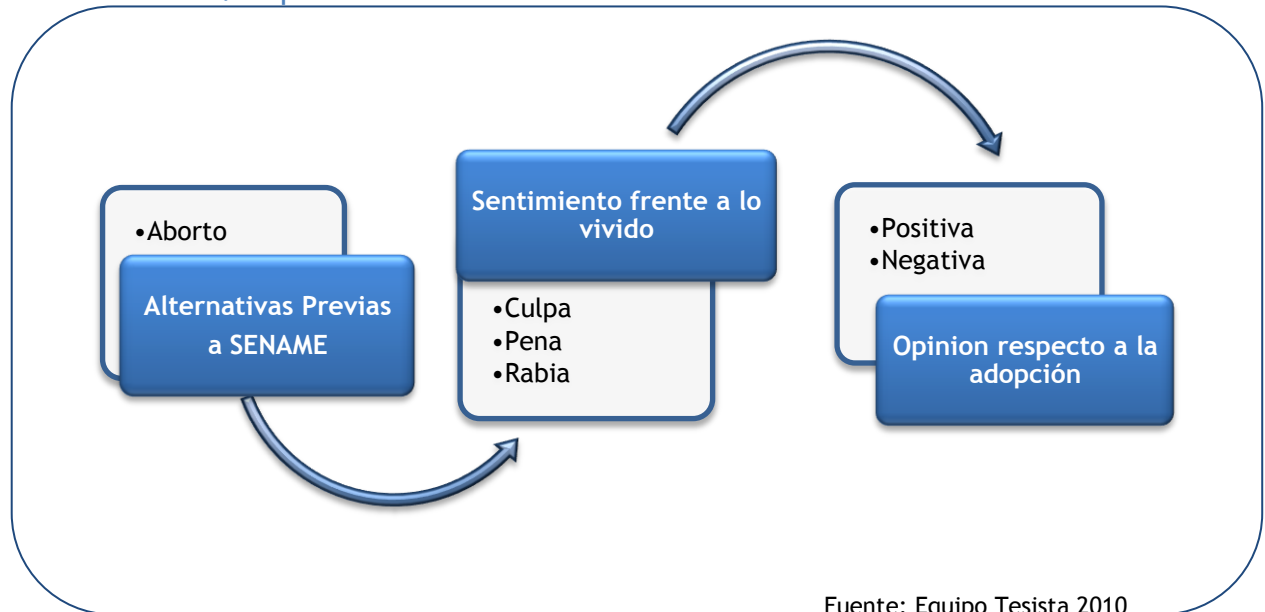 •Aborto
Alternativas Previas
a SENAME
Sentimiento frente a lo
vivido
•Culpa
•Pena
•Rabia
•Positiva
•Negativa
Opinion respecto a la
adopción
Fuente: Equipo Tesista 2010